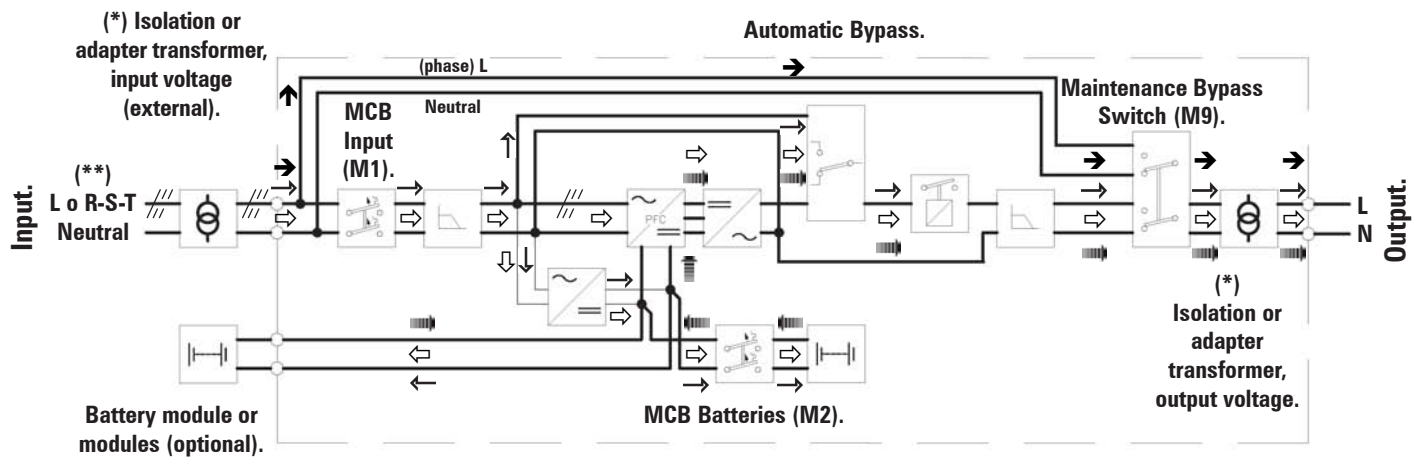 (*) Isolation or
adapter transformer,
input voltage
(external).
Automatic Bypass.
(phase) L
Neutral
MCB
Input
(M1).
Maintenance Bypass
Switch (M9).
Input.
(**)
L o R-S-T
Neutral
PFC
L
N
Output.
(*)
Isolation or
adapter
transformer,
output voltage.
Battery module or
modules (optional).
MCB Batteries (M2).